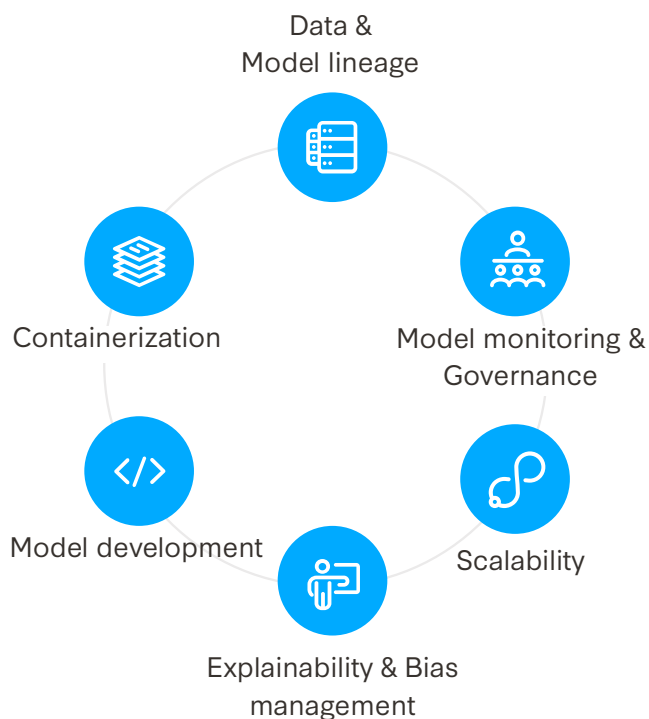 Data &
Model lineage
Containerization
Model monitoring &
Governance
Model development
Scalability
Explainability & Bias
management